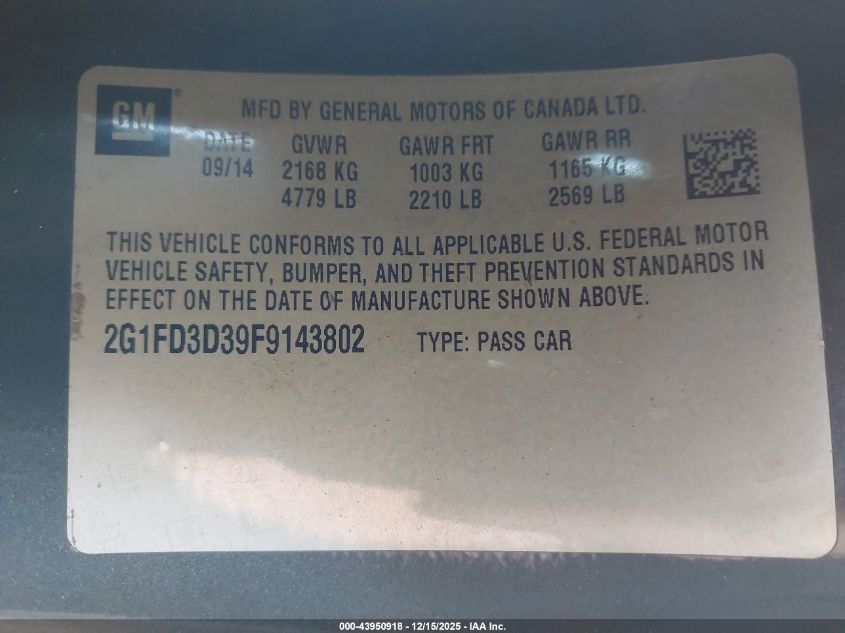 GM
MFD BY GENERAL MOTORS OF CANADA LTD.
DATE GVWR GAWR FRT GAWR RR
09/14 2168 KG 1003 KG 1165 KG
4779 LB 2210 LB 2569 LB
THIS VEHICLE CONFORMS TO ALL APPLICABLE U.S. FEDERAL MOTOR
VEHICLE SAFETY, BUMPER, AND THEFT PREVENTION STANDARDS IN
EFFECT ON THE DATE OF MANUFACTURE SHOWN ABOVE.
2G1FD3D39F9143802 TYPE: PASS CAR
000-43950918 - 12/15/2025 - IAA Inc.